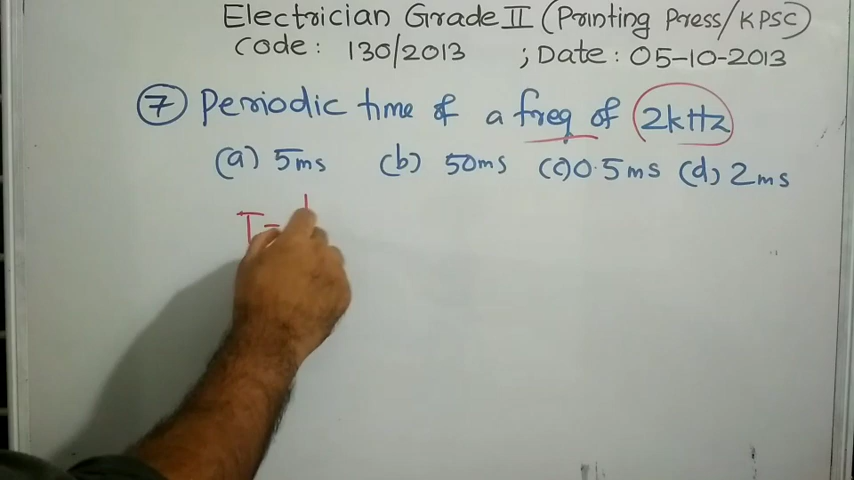 Electrician Grade II (Printing Press/KPSC)
Code: 130/2013 ; Date: 05-10-2013
7 Periodic time of a freq of 2kHz
(a) 5ms (b) 50ms (c) 0.5ms (d) 2ms
T = 1